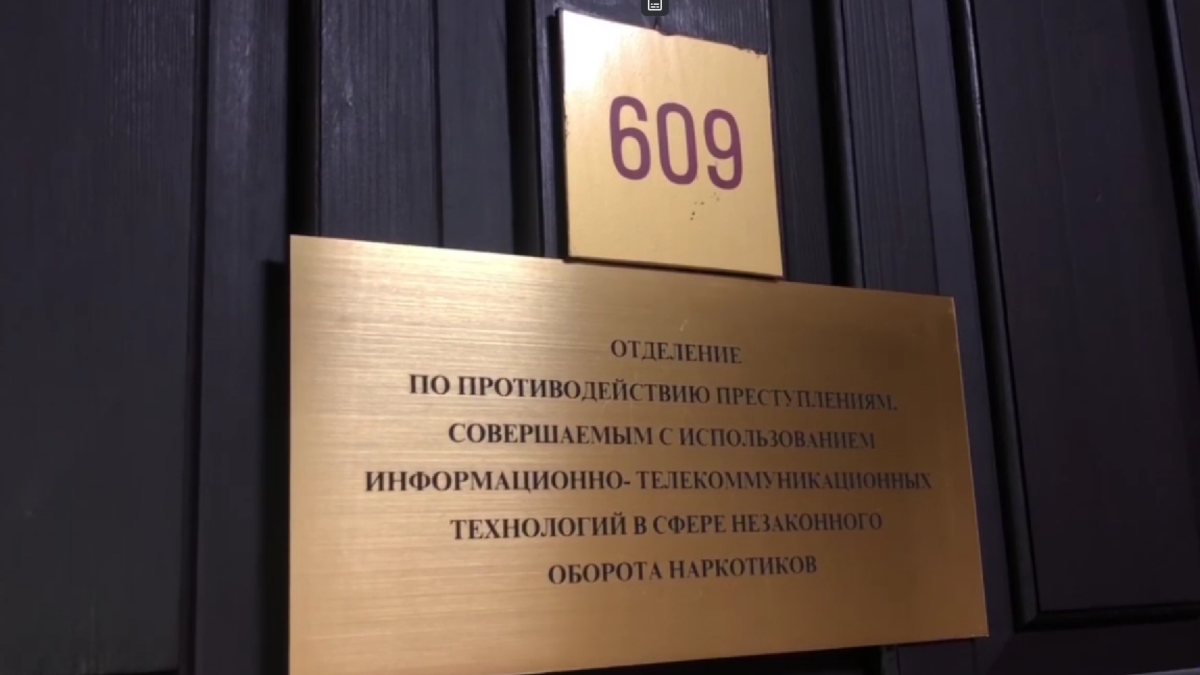 609
ОТДЕЛЕНИЕ
ПО ПРОТИВОДЕЙСТВИЮ ПРЕСТУПЛЕНИЯМ,
СОВЕРШАЕМЫМ С ИСПОЛЬЗОВАНИЕМ
ИНФОРМАЦИОННО- ТЕЛЕКОММУНИКАЦИОННЫХ
ТЕХНОЛОГИЙ В СФЕРЕ НЕЗАКОННОГО
ОБОРОТА НАРКОТИКОВ